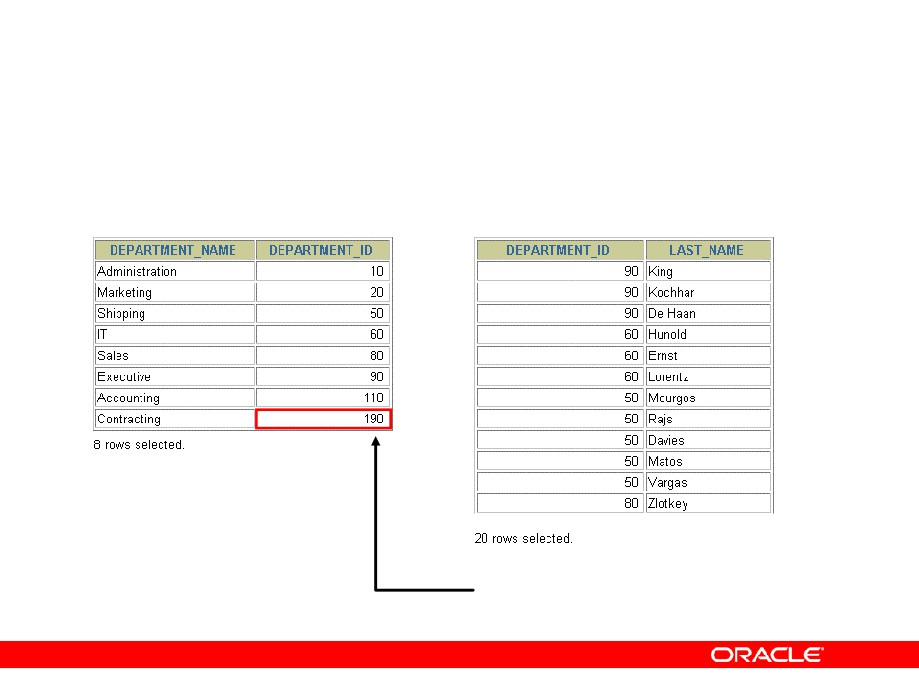 DEPARTMENT_NAME DEPARTMENT_ID
Administration 10
Marketing 20
Shipping 50
IT 60
Sales 80
Executive 90
Accounting 110
Contracting 190
8 rows selected.
DEPARTMENT_ID LAST_NAME
90 King
90 Kochhar
90 De Haan
60 Hunold
60 Ernst
60 Lorentz
50 Mourgos
50 Rajs
50 Davies
50 Matos
50 Vargas
80 Zlotkey
20 rows selected.
ORACLE